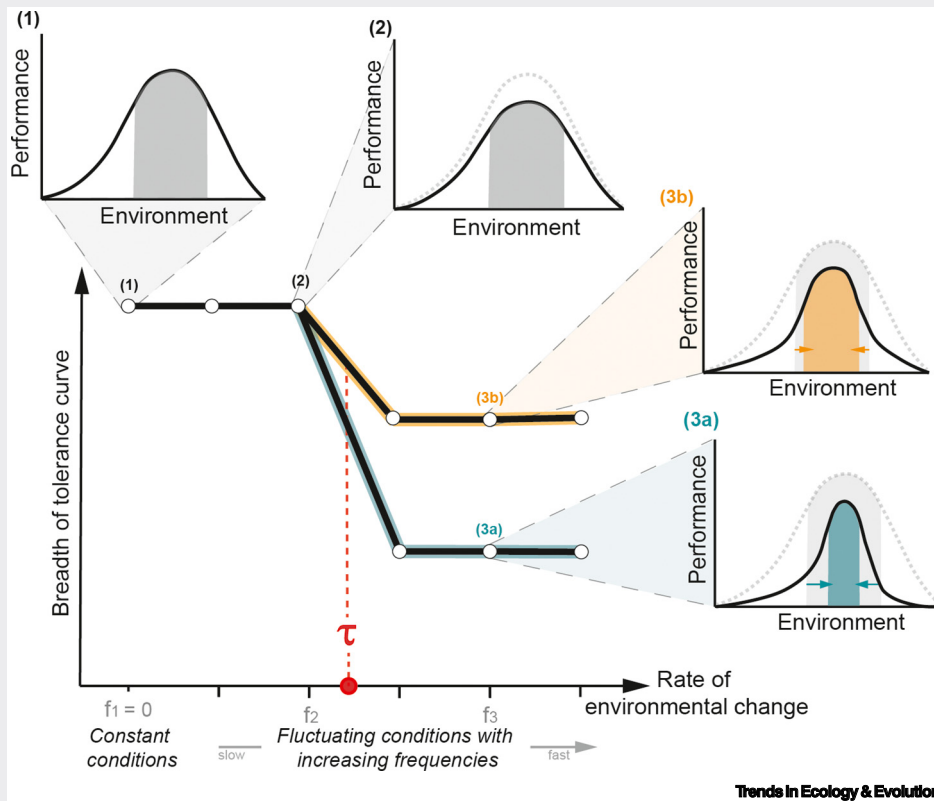 (1)
Performance
Environment
(2)
Performance
Environment
(3b)
Performance
Environment
(3a)
Performance
Environment
Breadth of tolerance curve
(1)
(2)
(3b)
(3a)
τ
f1 = 0
f2
f3
Rate of
environmental change
Constant
conditions
slow
Fluctuating conditions with
increasing frequencies
fast
Trends in Ecology & Evolution